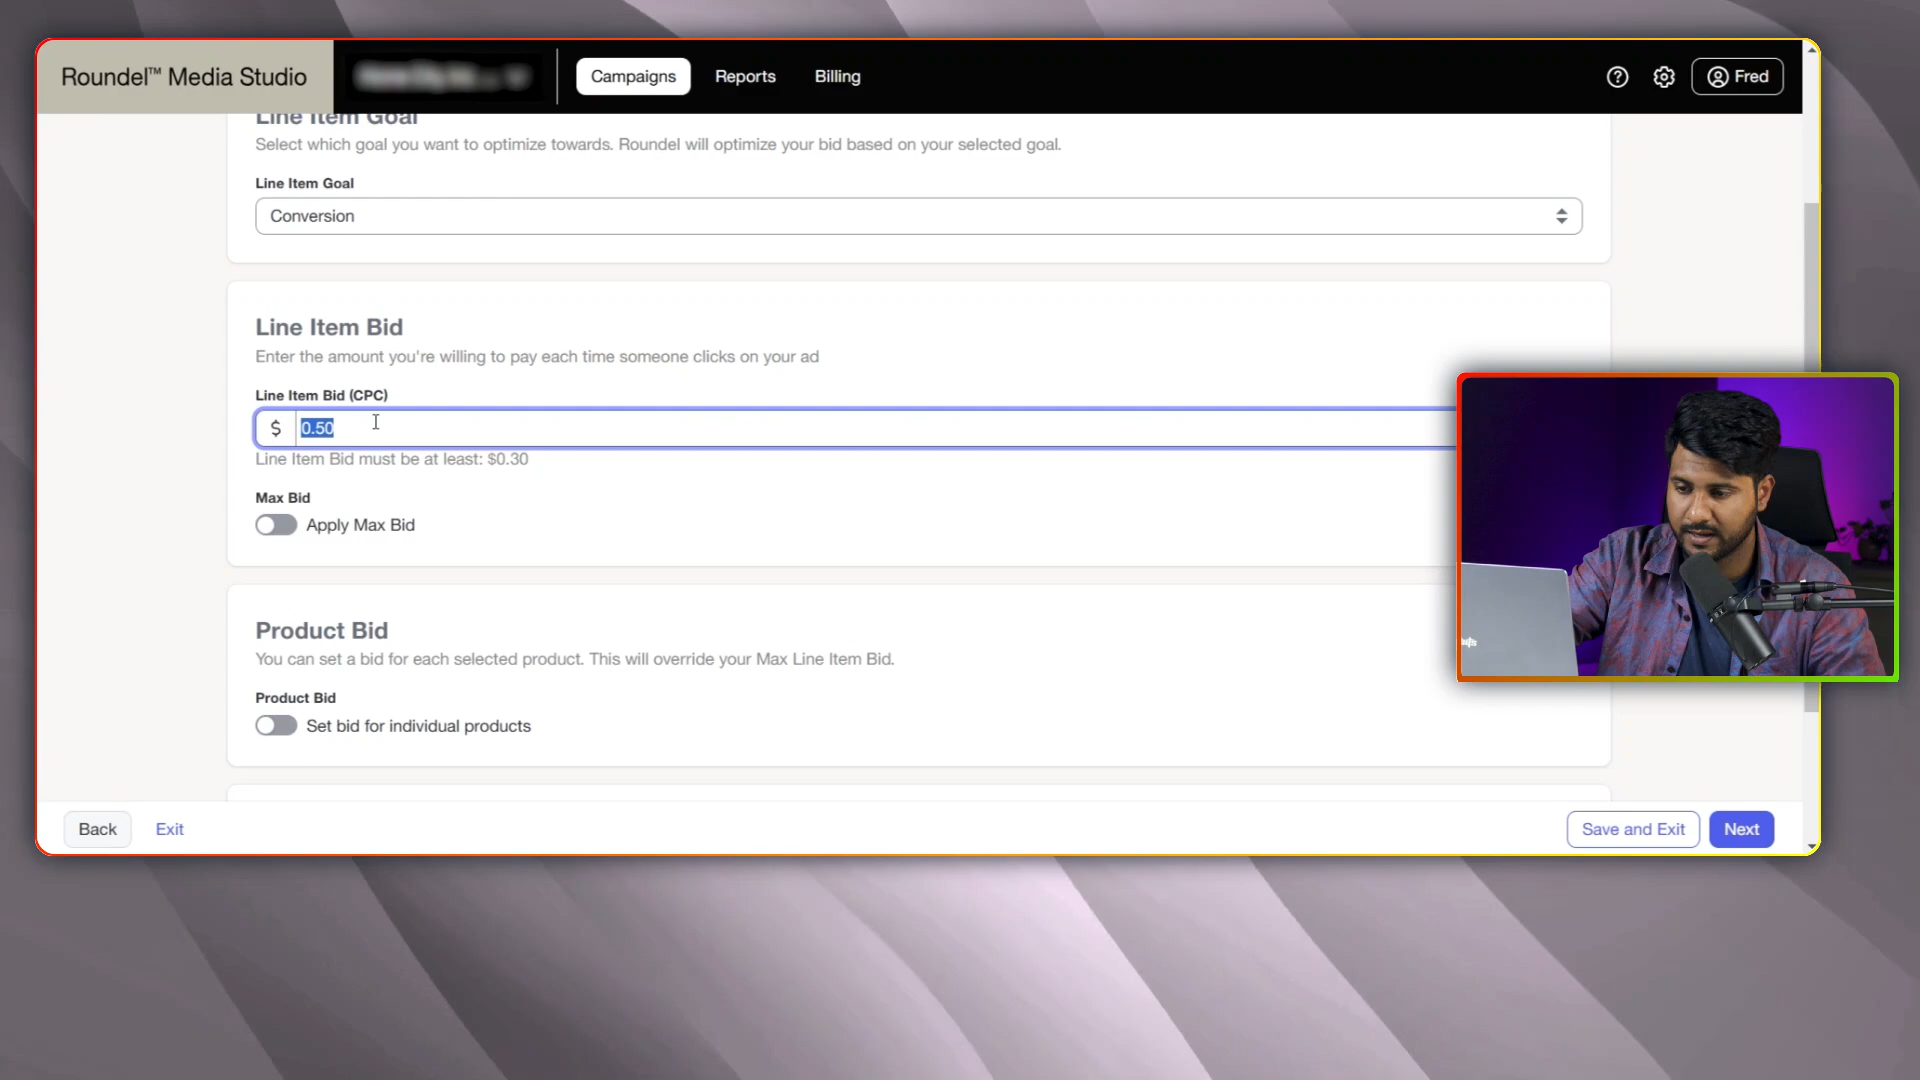 Roundel™ Media Studio
Campaigns
Reports
Billing
Fred
Line Item Goal
Select which goal you want to optimize towards. Roundel will optimize your bid based on your selected goal.
Line Item Goal
Conversion
Line Item Bid
Enter the amount you're willing to pay each time someone clicks on your ad
Line Item Bid (CPC)
$ 0.50
Line Item Bid must be at least: $0.30
Max Bid
Apply Max Bid
Product Bid
You can set a bid for each selected product. This will override your Max Line Item Bid.
Product Bid
Set bid for individual products
Back
Exit
Save and Exit
Next